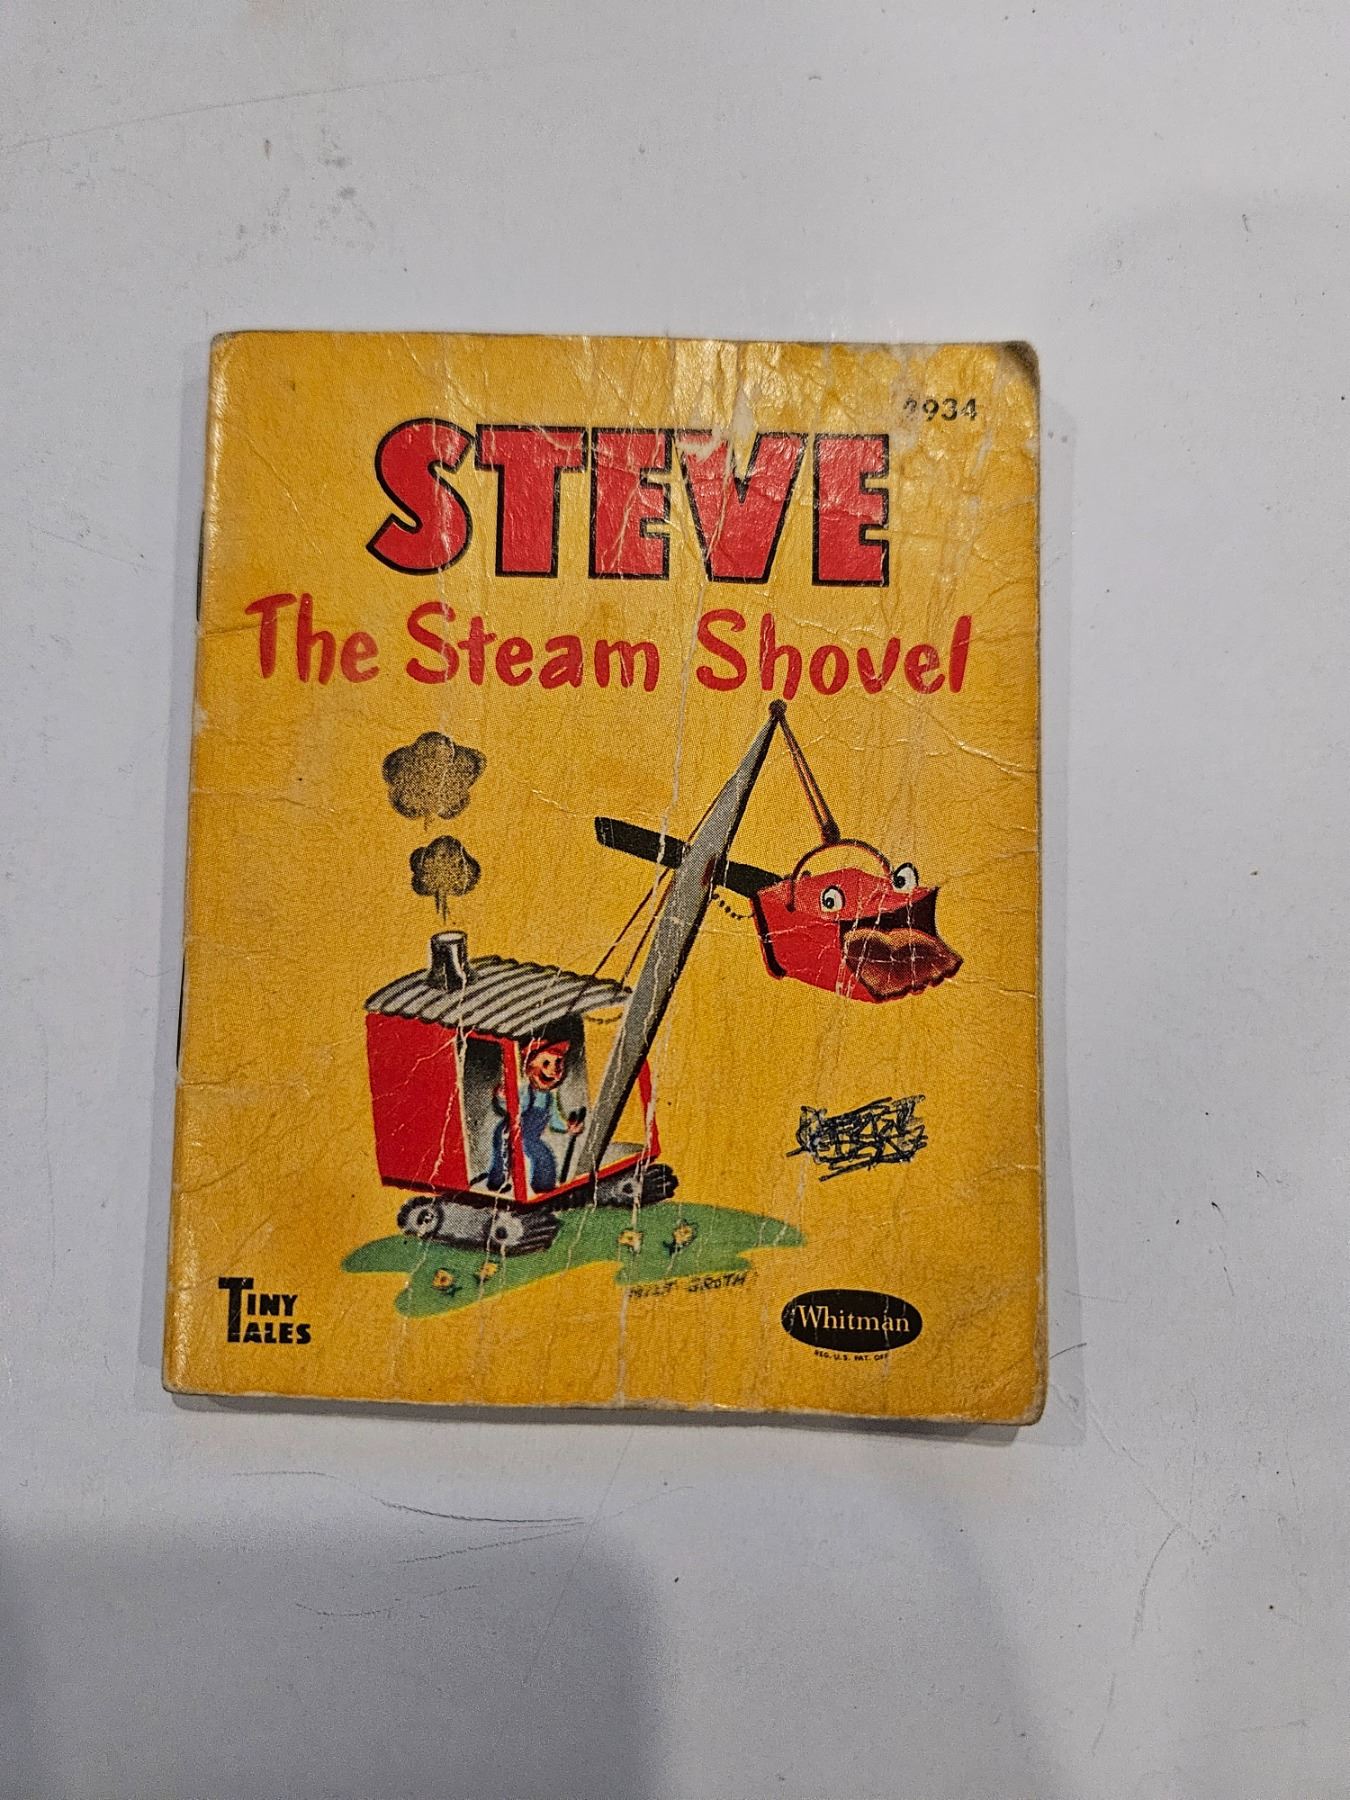 2934
STEVE
The Steam Shovel
MILT GROTH
TINY
TALES
Whitman
REG. U.S. PAT. OFF